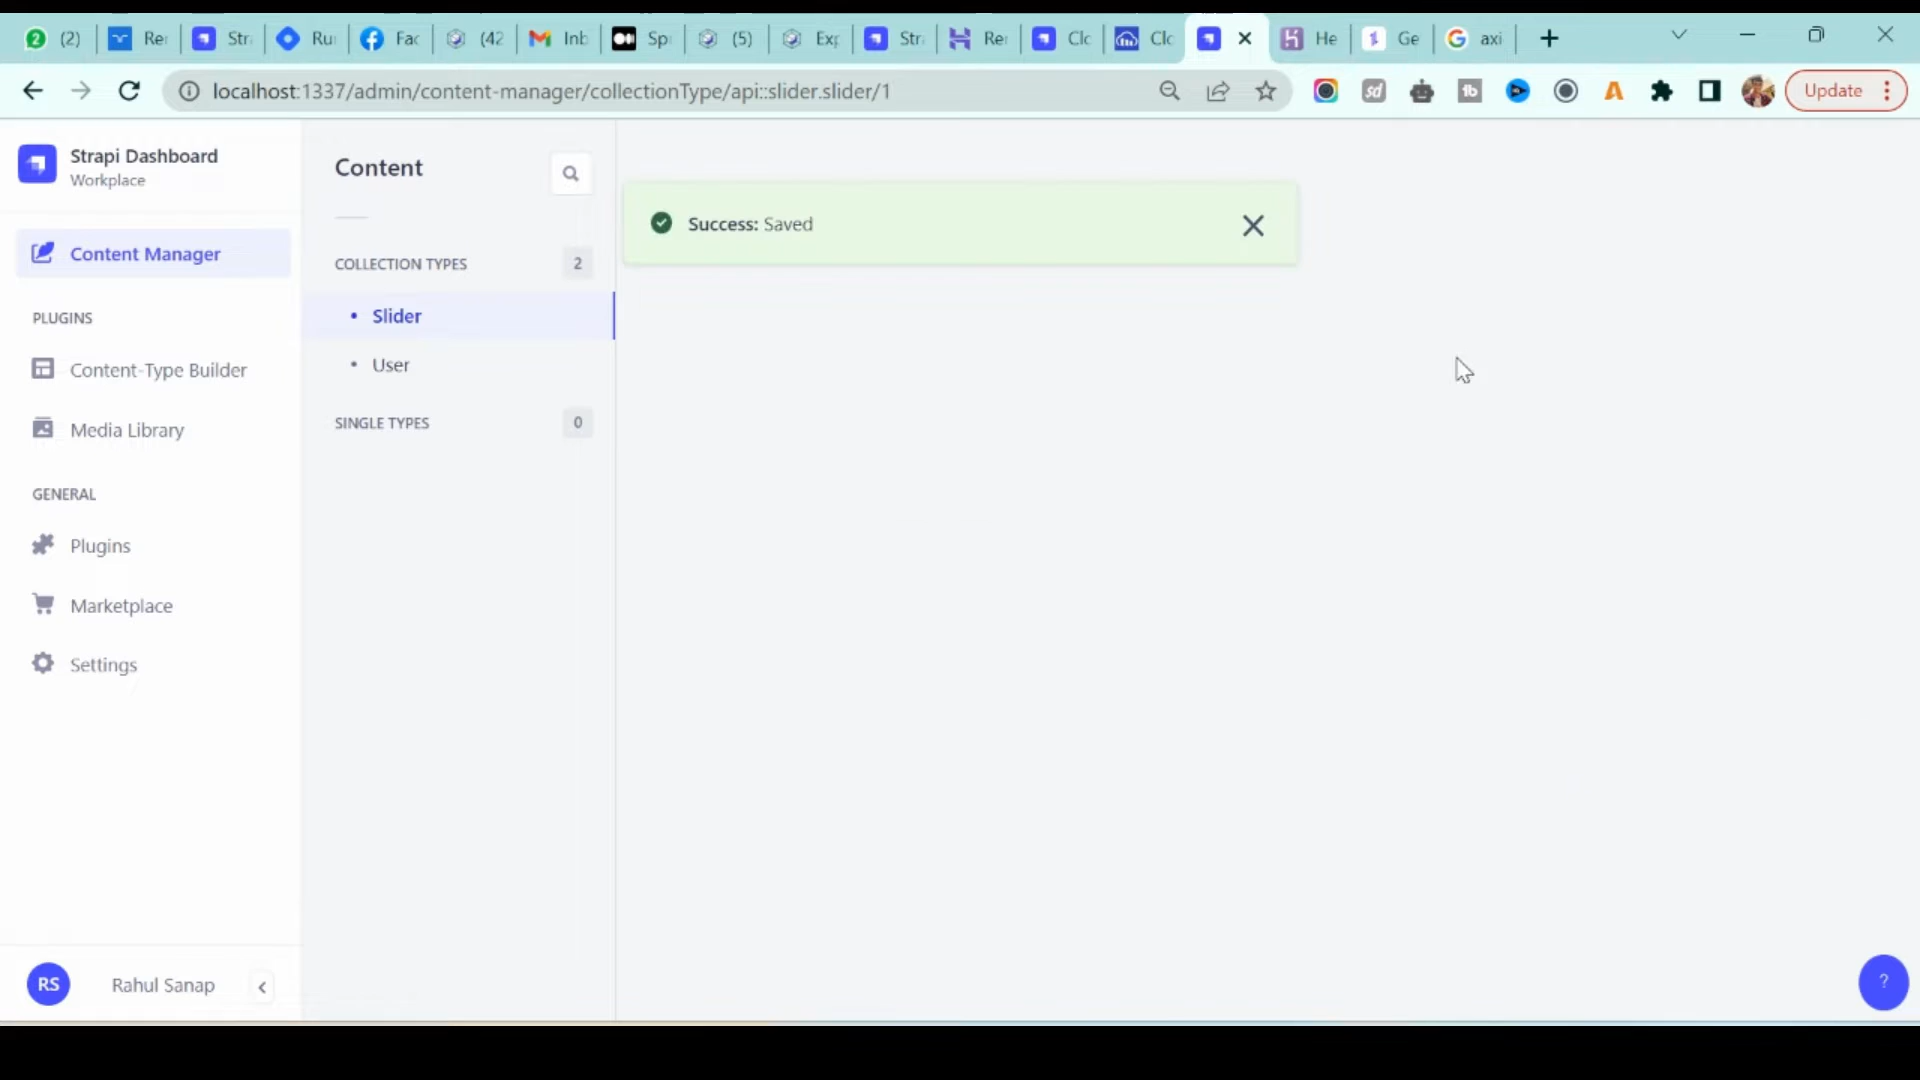 2 (2)
Re
Str
Ru
Fac
(42
Inb
Sp
(5)
Exp
Str
Re
Clo
Clo
He
Ge
axi
localhost:1337/admin/content-manager/collectionType/api::slider.slider/1
sd
tb
Update
Strapi Dashboard
Workplace
Content Manager
PLUGINS
Content-Type Builder
Media Library
GENERAL
Plugins
Marketplace
Settings
RS Rahul Sanap
Content
COLLECTION TYPES 2
Slider
User
SINGLE TYPES 0
Success: Saved
?